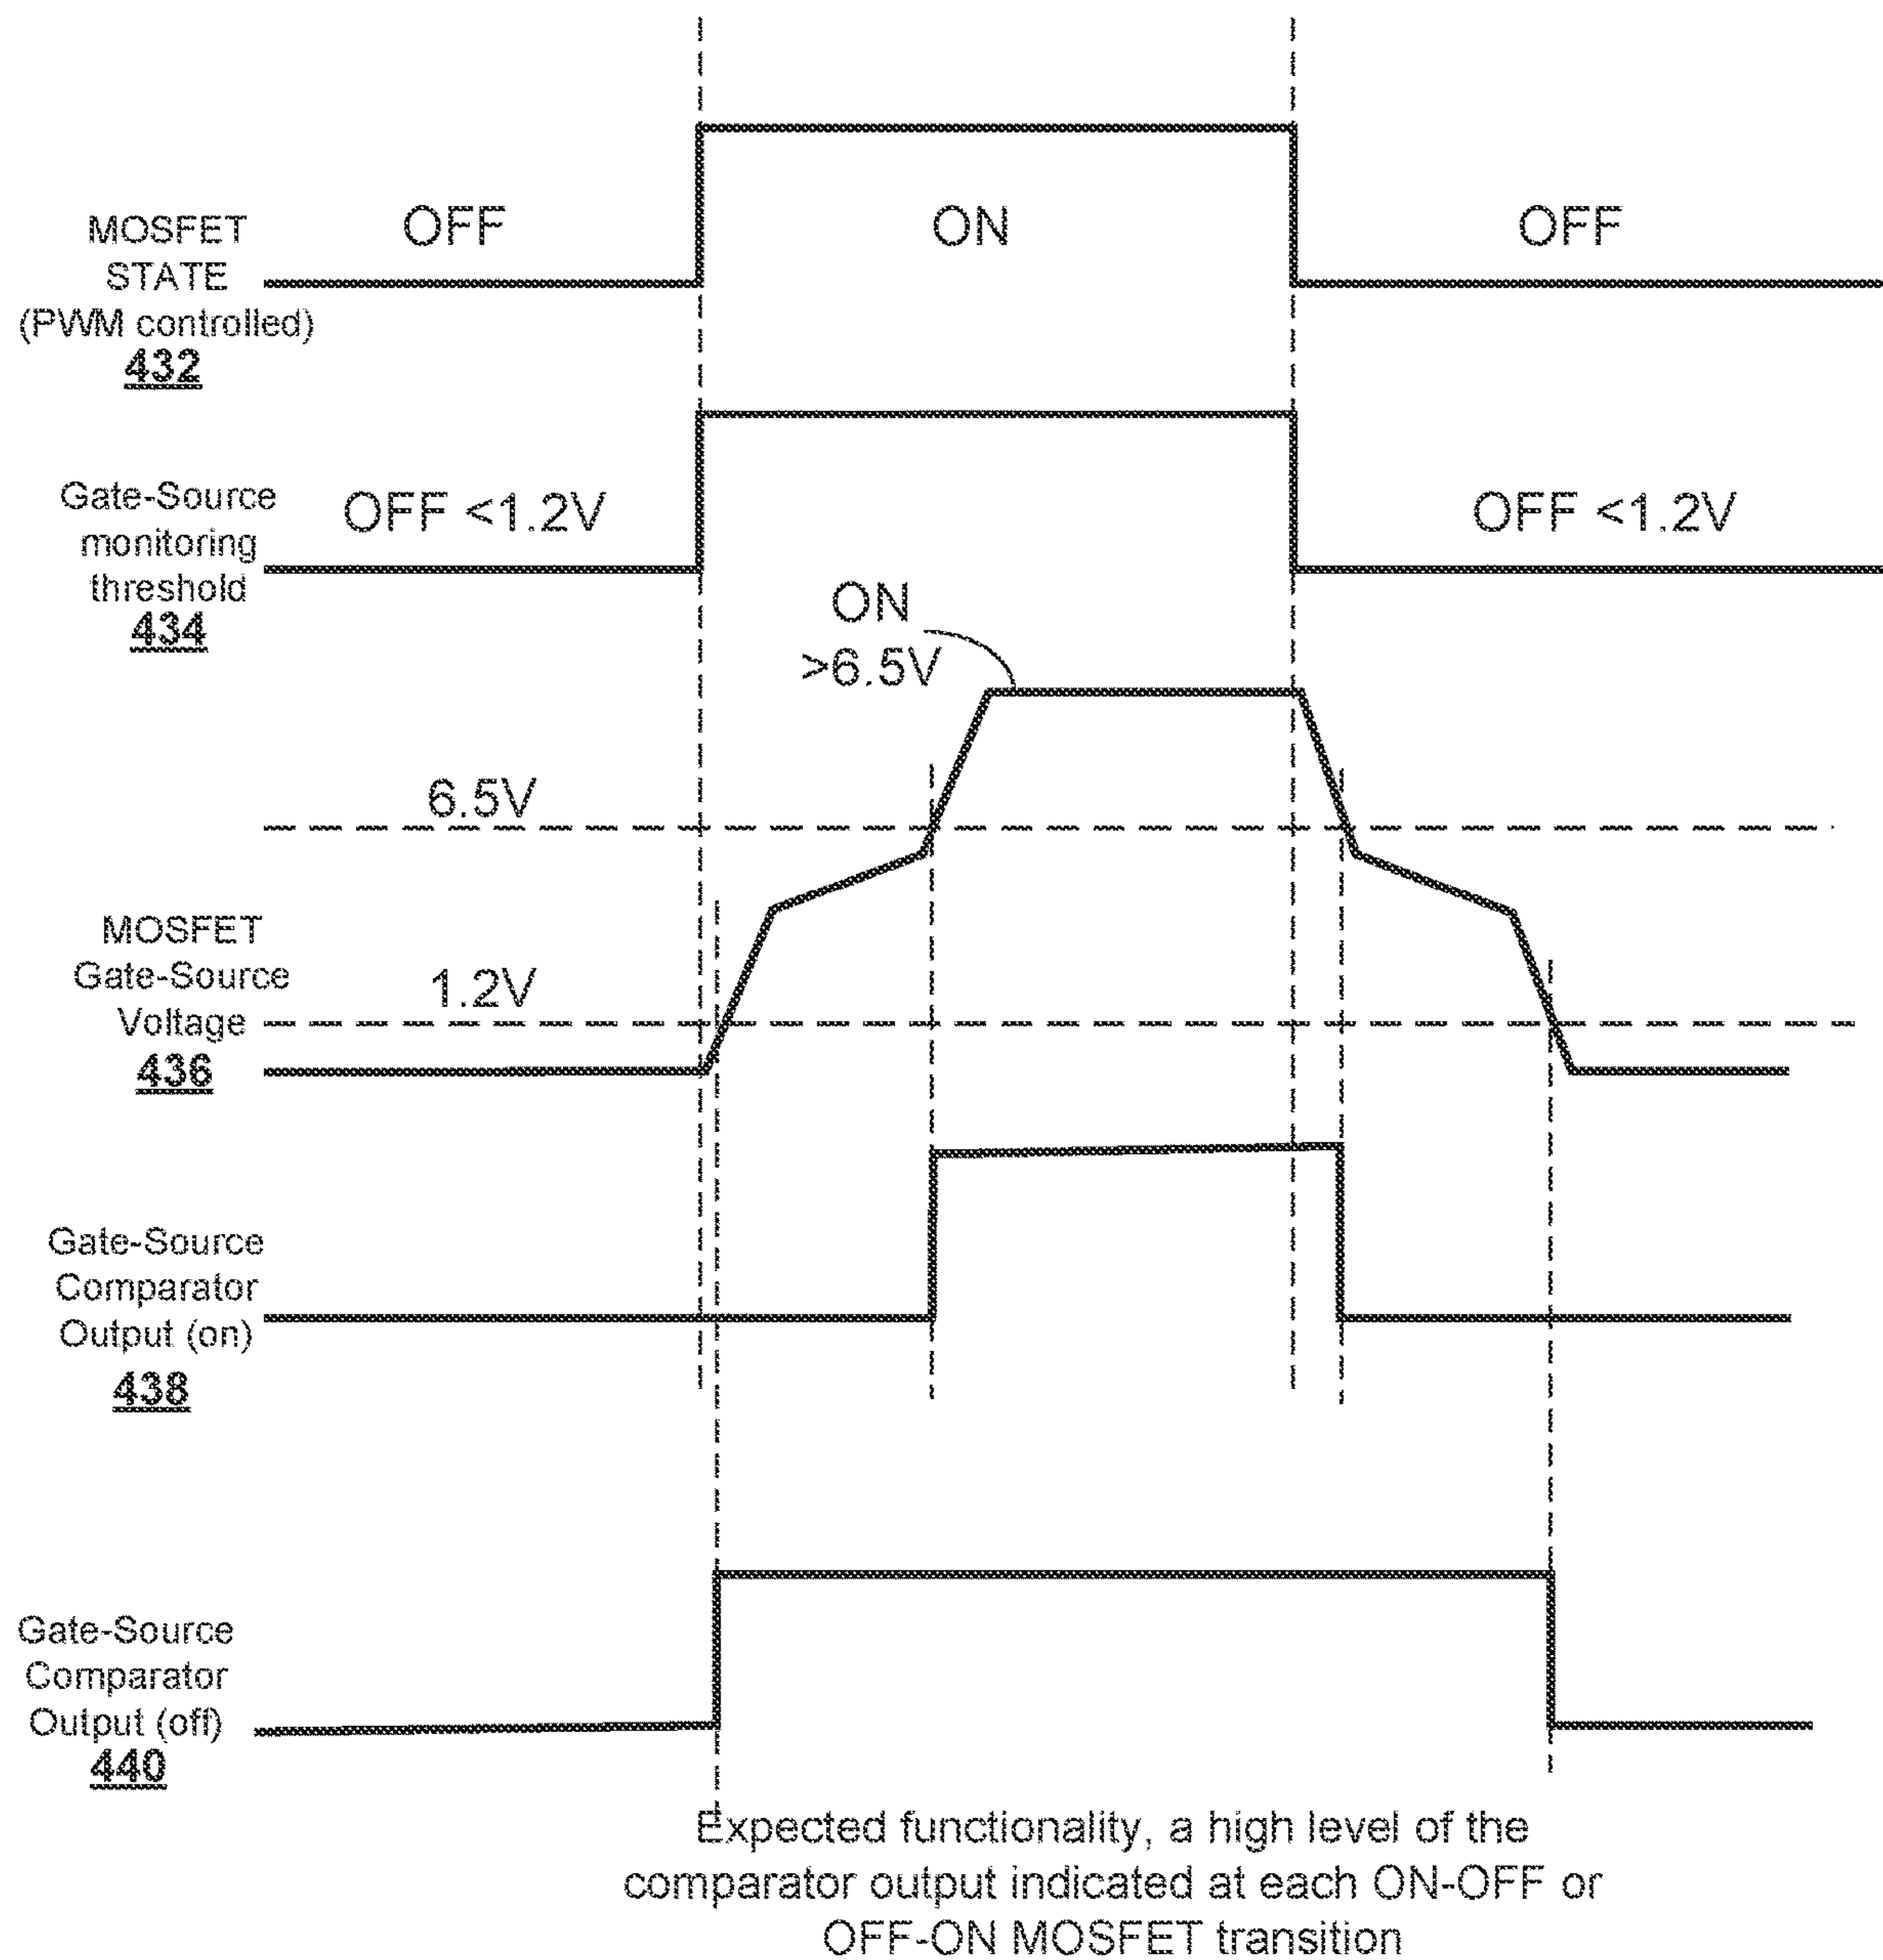 OFF
ON
OFF
MOSFET
STATE
(PWM controlled)
432
Gate-Source
monitoring
threshold
434
OFF <1.2V
OFF <1.2V
ON
>6.5V
6.5V
MOSFET
Gate-Source
Voltage
436
1.2V
Gate-Source
Comparator
Output (on)
438
Gate-Source
Comparator
Output (off)
440
Expected functionality, a high level of the
comparator output indicated at each ON-OFF or
OFF-ON MOSFET transition